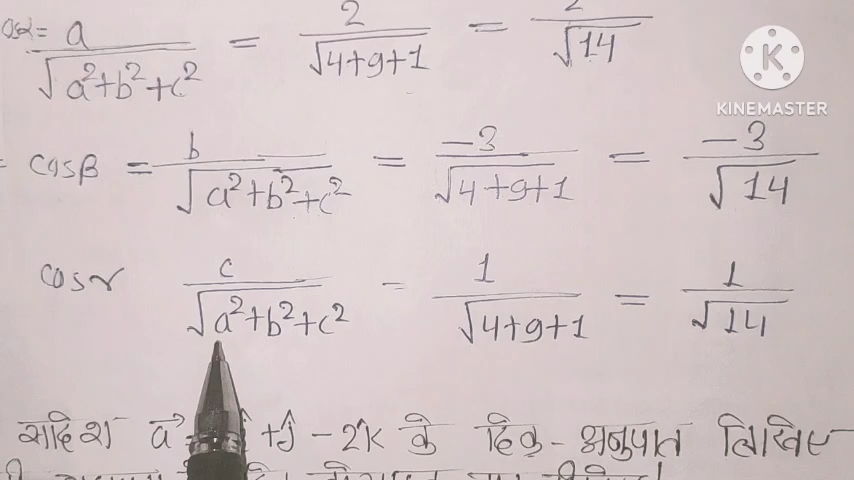 cosα = a/√a²+b²+c² = 2/√4+9+1 = 2/√14
KINEMASTER
= cosβ = b/√a²+b²+c² = -3/√4+9+1 = -3/√14
cosγ c/√a²+b²+c² = 1/√4+9+1 = 1/√14
सदिश a⃗ = +ĵ - 2k̂ के दिक्-अनुपात लिखिए